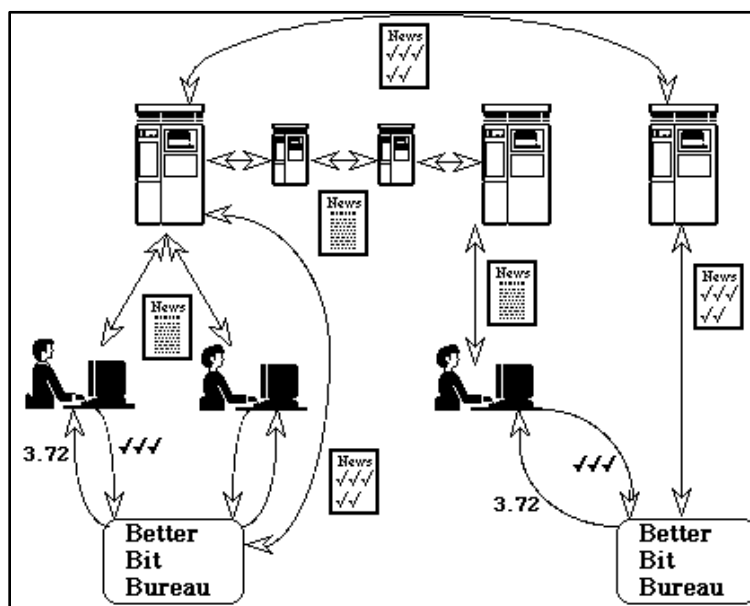 News
✓✓✓
✓✓
News
News
News
News
✓✓✓
✓✓
3.72
✓✓✓
News
✓✓✓
✓✓
✓✓✓
3.72
Better
Bit
Bureau
Better
Bit
Bureau